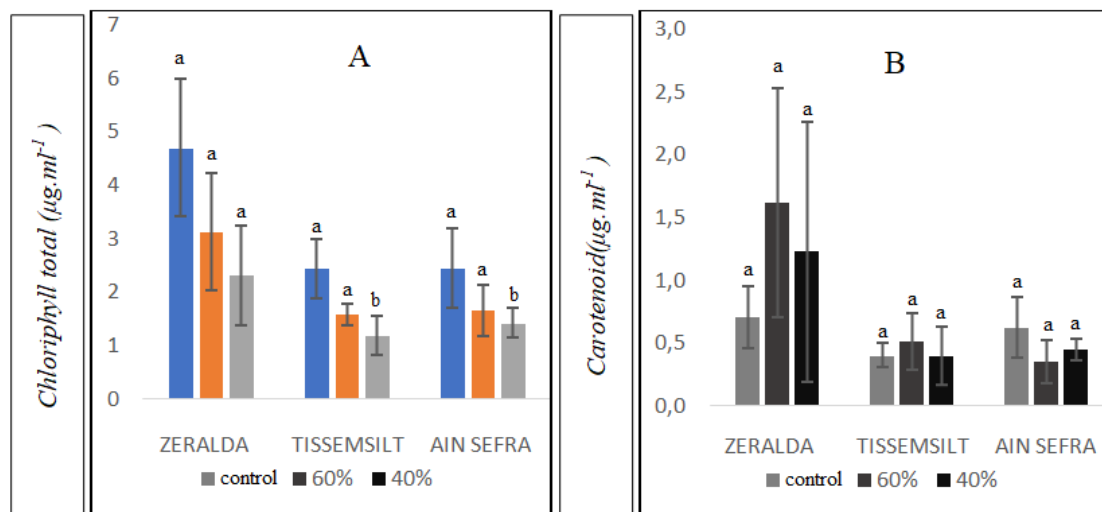 Chloriphyll total (µg.ml⁻¹ )
7
6
5
4
3
2
1
0
A
a
a
a
a
a
b
a
a
b
ZERALDA TISSEMSILT AIN SEFRA
control 60% 40%
Carotenoid(µg.ml⁻¹ )
3,0
2,5
2,0
1,5
1,0
0,5
0,0
B
a
a
a
a
a
a
a
a
a
ZERALDA TISSEMSILT AIN SEFRA
control 60% 40%